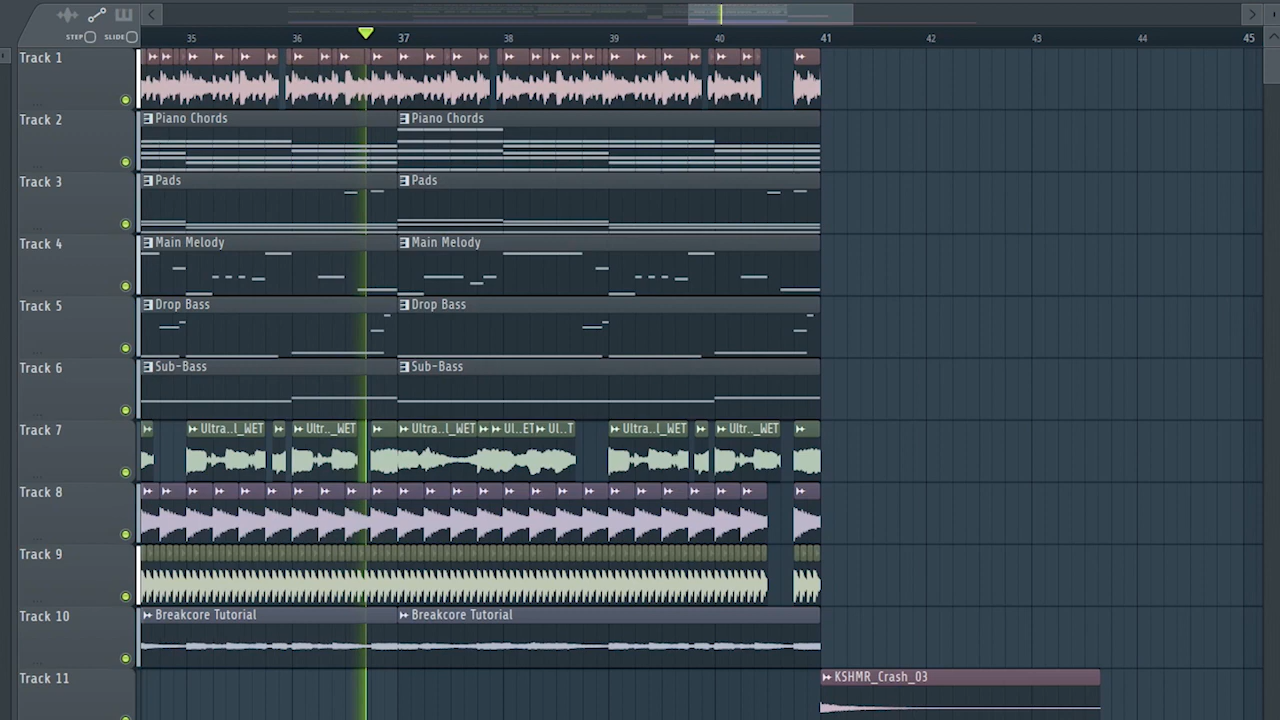 STEP SLIDE
35 36 37 38 39 40 41 42 43 44 45
Track 1
Track 2 Piano Chords Piano Chords
Track 3 Pads Pads
Track 4 Main Melody Main Melody
Track 5 Drop Bass Drop Bass
Track 6 Sub-Bass Sub-Bass
Track 7 Ultra..l_WET Ultr.._WET Ultra..l_WET Ul..ET Ul..T Ultra..l_WET Ultr.._WET
Track 8
Track 9
Track 10 Breakcore Tutorial Breakcore Tutorial
Track 11 KSHMR_Crash_03